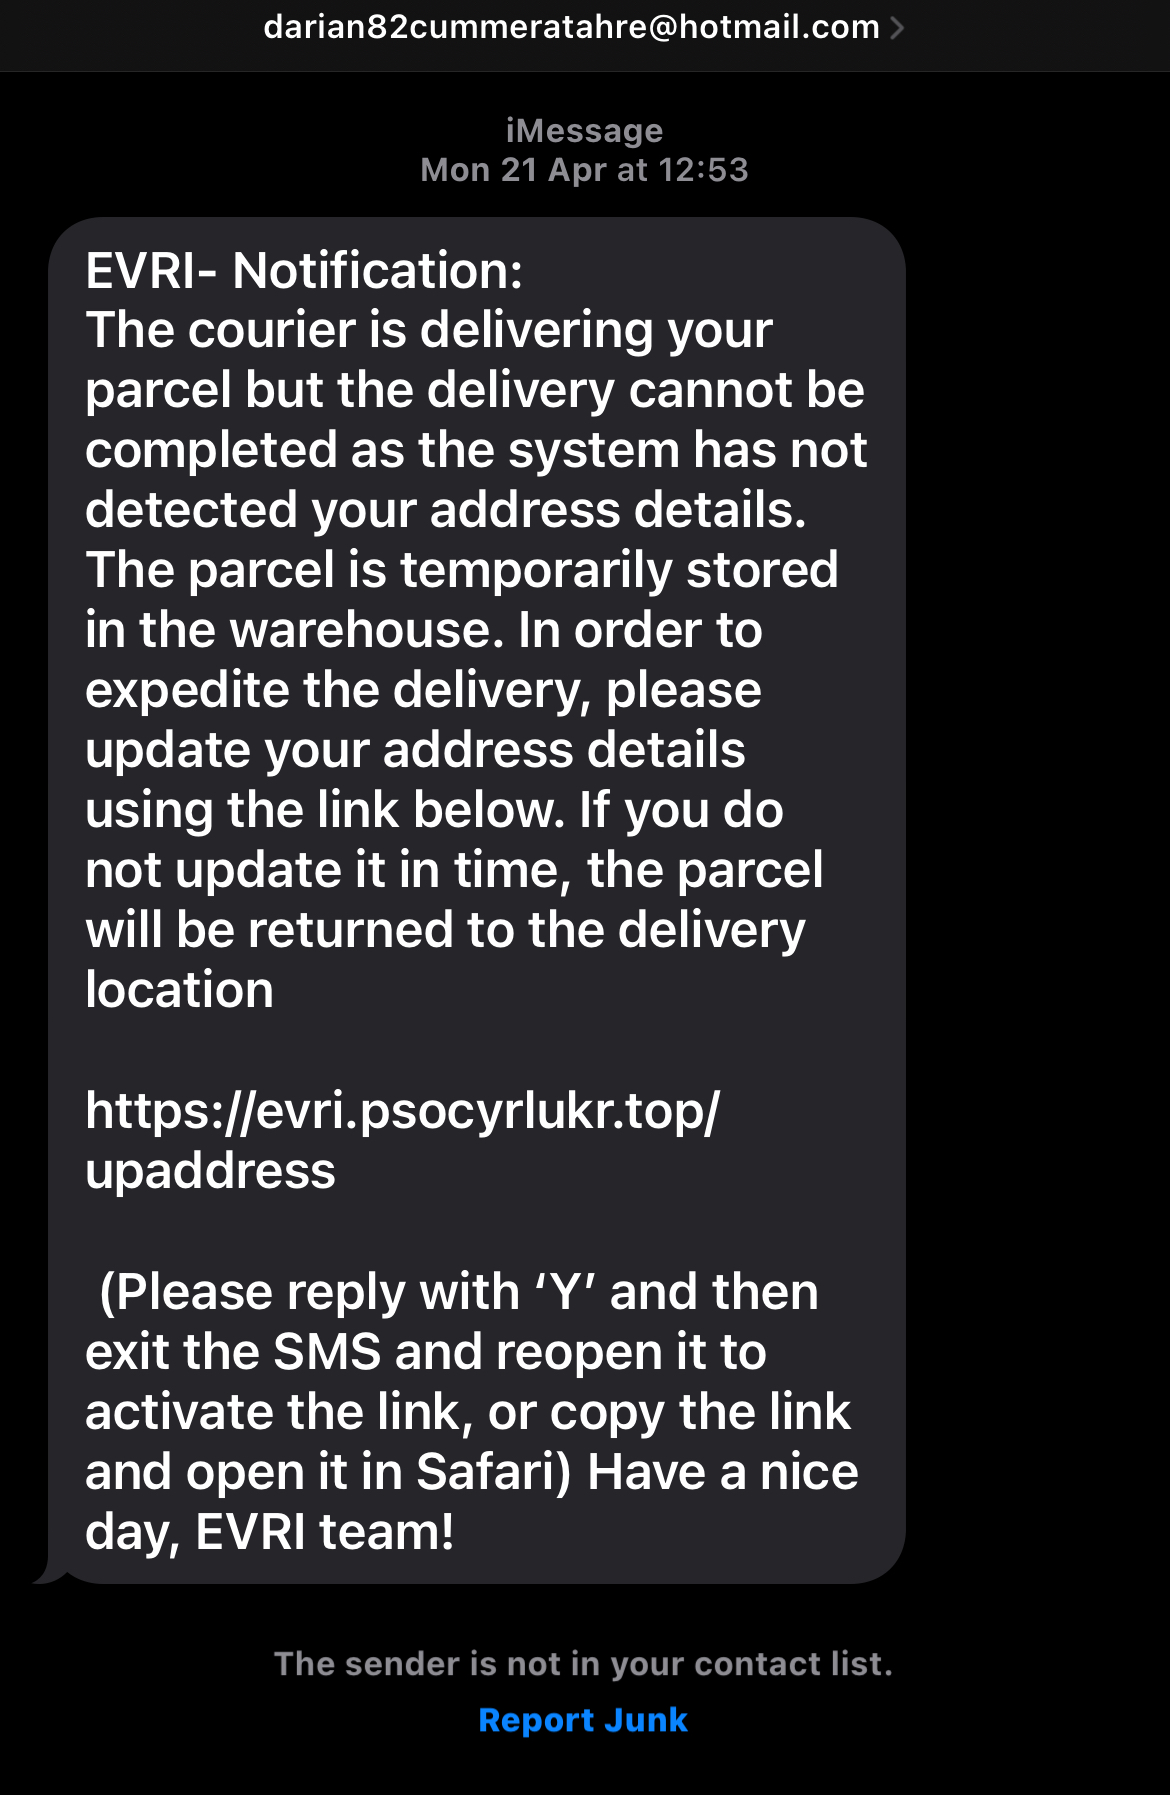 darian82cummeratahre@hotmail.com
iMessage
Mon 21 Apr at 12:53
EVRI- Notification:
The courier is delivering your
parcel but the delivery cannot be
completed as the system has not
detected your address details.
The parcel is temporarily stored
in the warehouse. In order to
expedite the delivery, please
update your address details
using the link below. If you do
not update it in time, the parcel
will be returned to the delivery
location
https://evri.psocyrlukr.top/
upaddress
(Please reply with ‘Y’ and then
exit the SMS and reopen it to
activate the link, or copy the link
and open it in Safari) Have a nice
day, EVRI team!
The sender is not in your contact list.
Report Junk